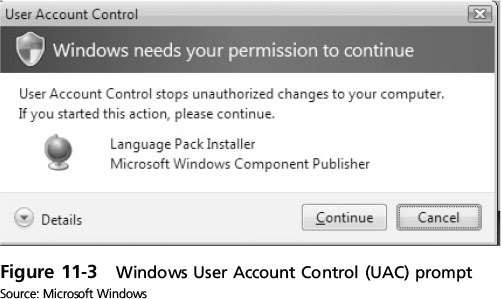 User Account Control
Windows needs your permission to continue
User Account Control stops unauthorized changes to your computer.
If you started this action, please continue.
Language Pack Installer
Microsoft Windows Component Publisher
Details
Continue
Cancel
Figure 11-3 Windows User Account Control (UAC) prompt
Source: Microsoft Windows